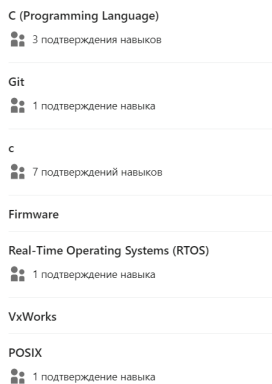 C (Programming Language)
3 подтверждения навыков
Git
1 подтверждение навыка
c
7 подтверждений навыков
Firmware
Real-Time Operating Systems (RTOS)
1 подтверждение навыка
VxWorks
POSIX
1 подтверждение навыка